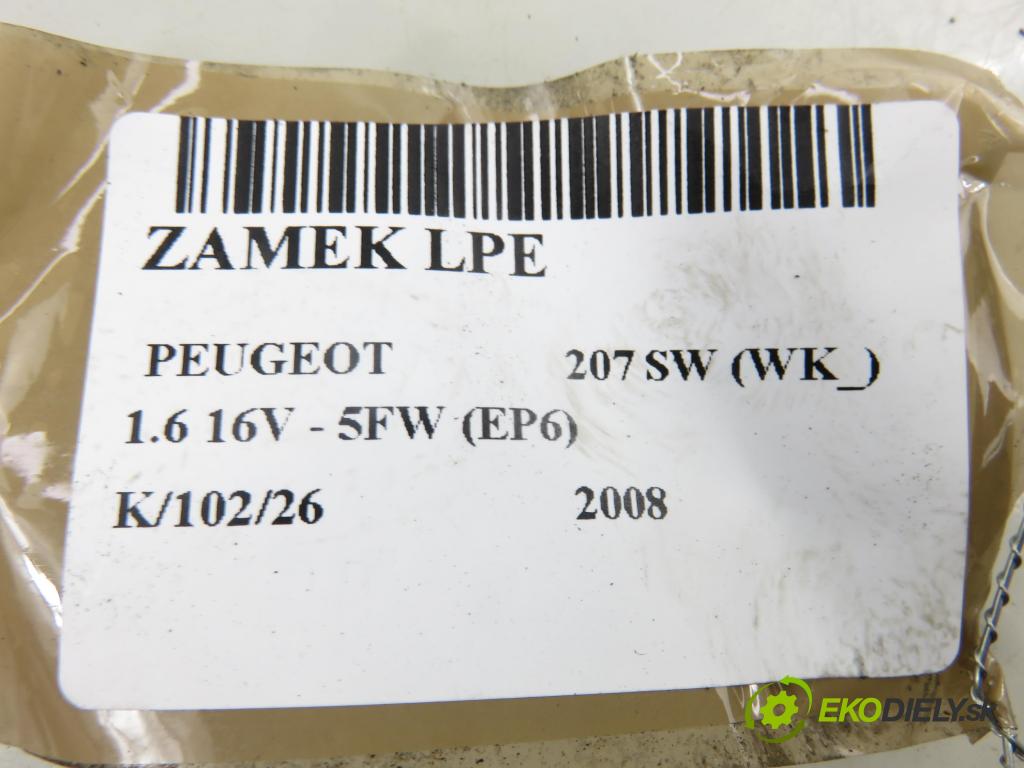 ZAMEK LPE
PEUGEOT 207 SW (WK_)
1.6 16V - 5FW (EP6)
K/102/26 2008
EKODIELY.SK